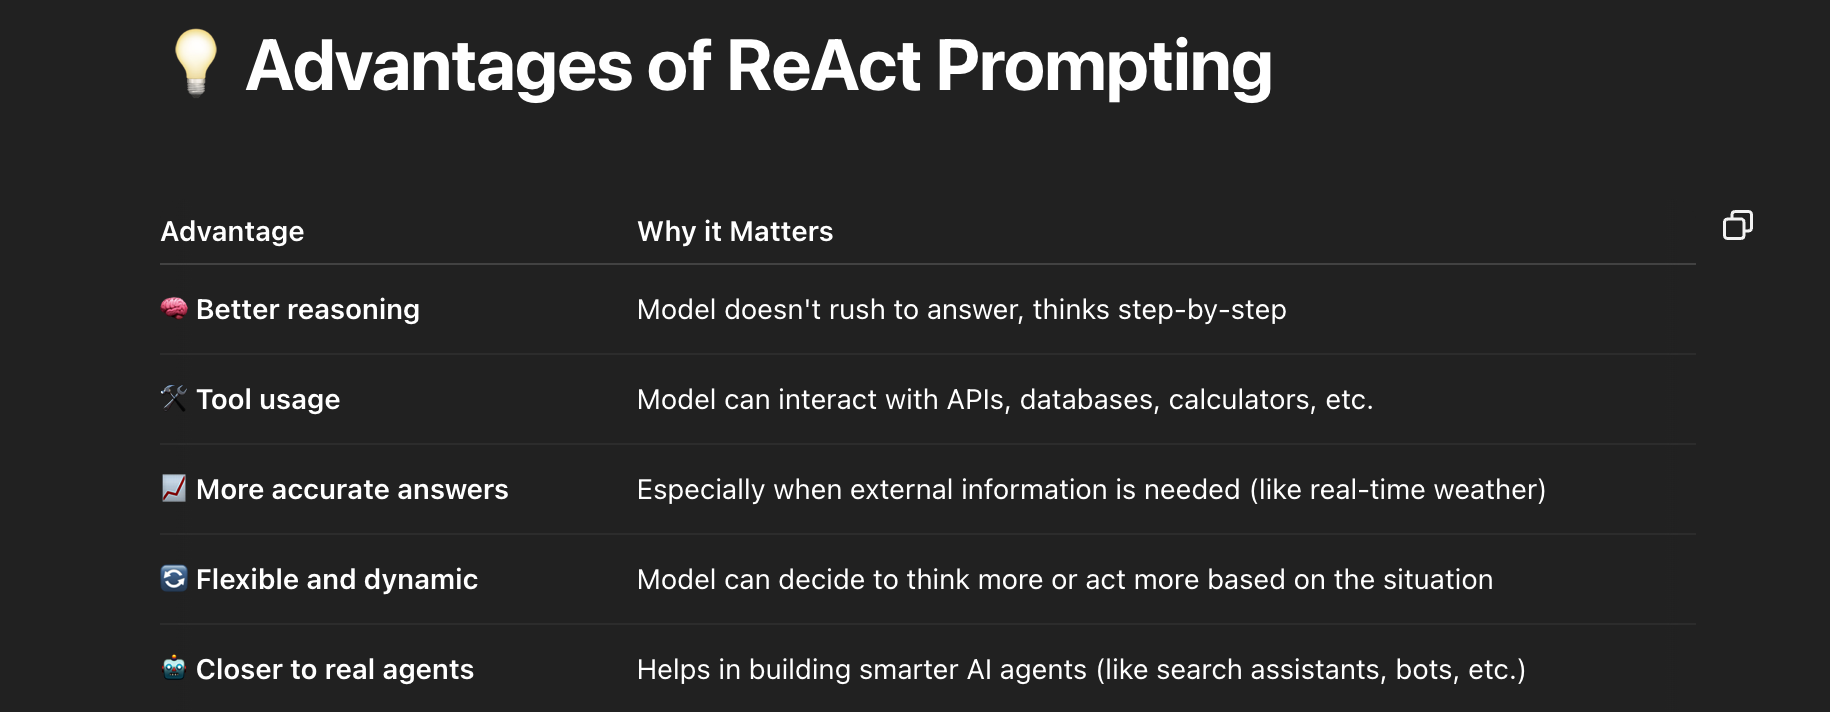 💡 Advantages of ReAct Prompting
Advantage Why it Matters
🧠 Better reasoning Model doesn't rush to answer, thinks step-by-step
🛠 Tool usage Model can interact with APIs, databases, calculators, etc.
📈 More accurate answers Especially when external information is needed (like real-time weather)
🔄 Flexible and dynamic Model can decide to think more or act more based on the situation
🤖 Closer to real agents Helps in building smarter AI agents (like search assistants, bots, etc.)